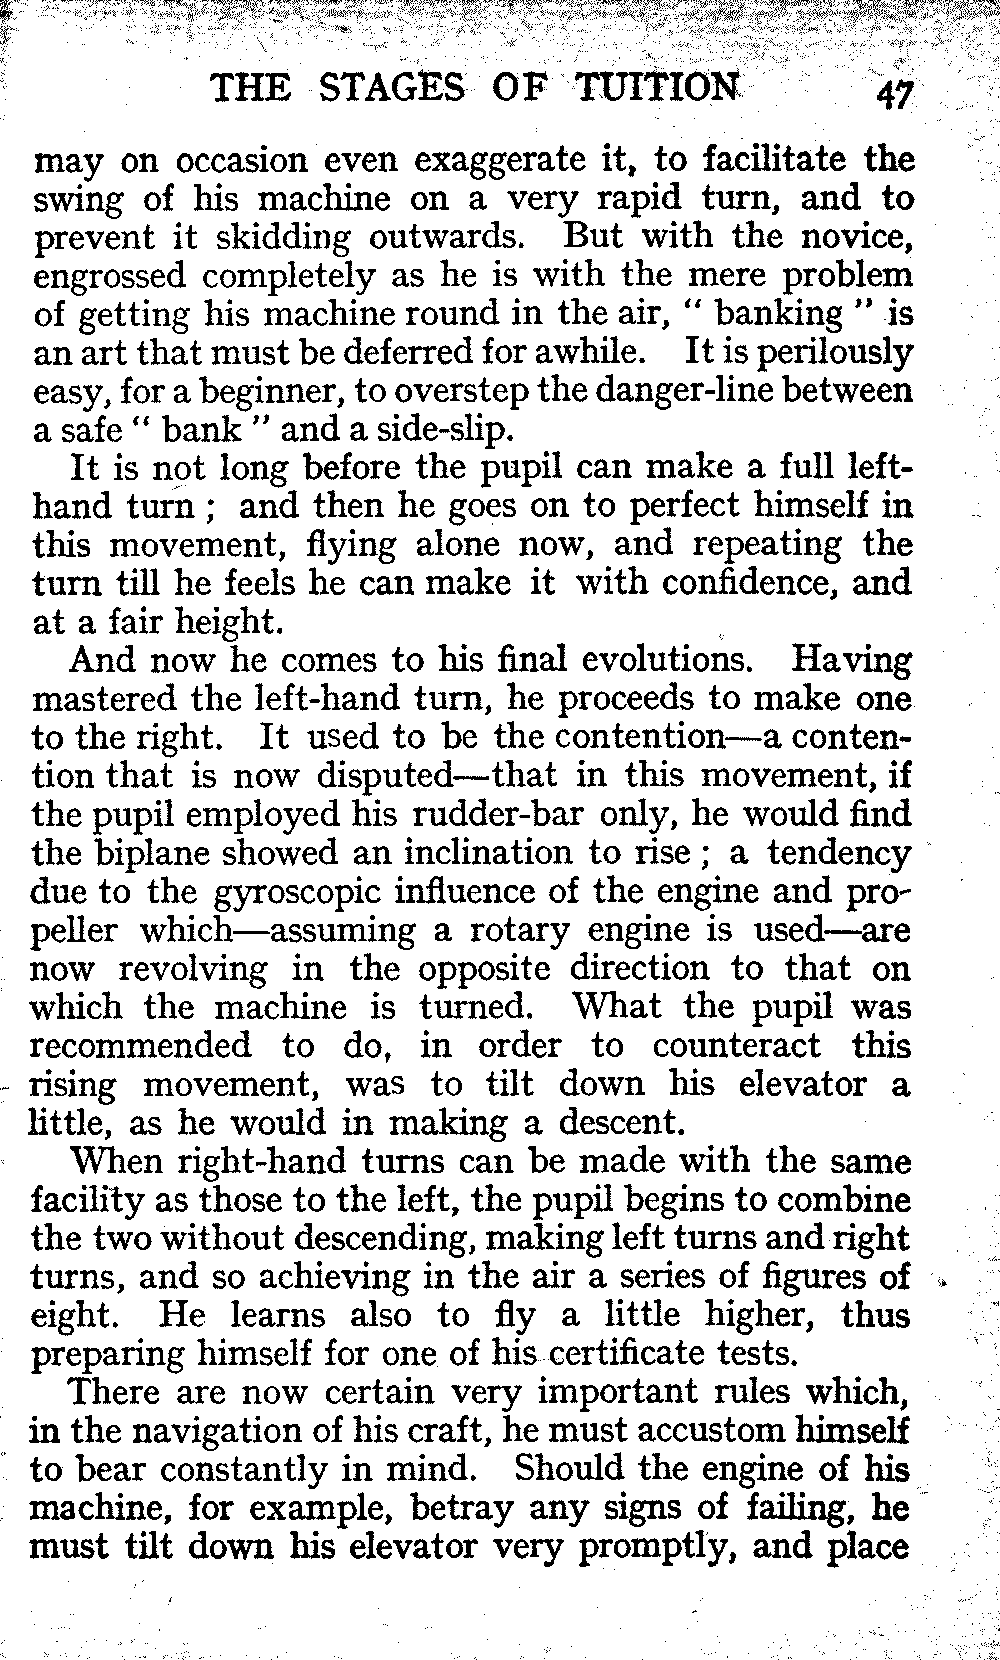 THE STAGES OF TUITION 47
may on occasion even exaggerate it, to facilitate the
swing of his machine on a very rapid turn, and to
prevent it skidding outwards. But with the novice,
engrossed completely as he is with the mere problem
of getting his machine round in the air, " banking " is
an art that must be deferred for awhile. It is perilously
easy, for a beginner, to overstep the danger-line between
a safe " bank " and a side-slip.
It is not long before the pupil can make a full left-
hand turn ; and then he goes on to perfect himself in
this movement, flying alone now, and repeating the
turn till he feels he can make it with confidence, and
at a fair height.
And now he comes to his final evolutions. Having
mastered the left-hand turn, he proceeds to make one
to the right. It used to be the contention—a conten-
tion that is now disputed—that in this movement, if
the pupil employed his rudder-bar only, he would find
the biplane showed an inclination to rise ; a tendency
due to the gyroscopic influence of the engine and pro-
peller which—assuming a rotary engine is used—are
now revolving in the opposite direction to that on
which the machine is turned. What the pupil was
recommended to do, in order to counteract this
rising movement, was to tilt down his elevator a
little, as he would in making a descent.
When right-hand turns can be made with the same
facility as those to the left, the pupil begins to combine
the two without descending, making left turns and right
turns, and so achieving in the air a series of figures of
eight. He learns also to fly a little higher, thus
preparing himself for one of his certificate tests.
There are now certain very important rules which,
in the navigation of his craft, he must accustom himself
to bear constantly in mind. Should the engine of his
machine, for example, betray any signs of failing, he
must tilt down his elevator very promptly, and place